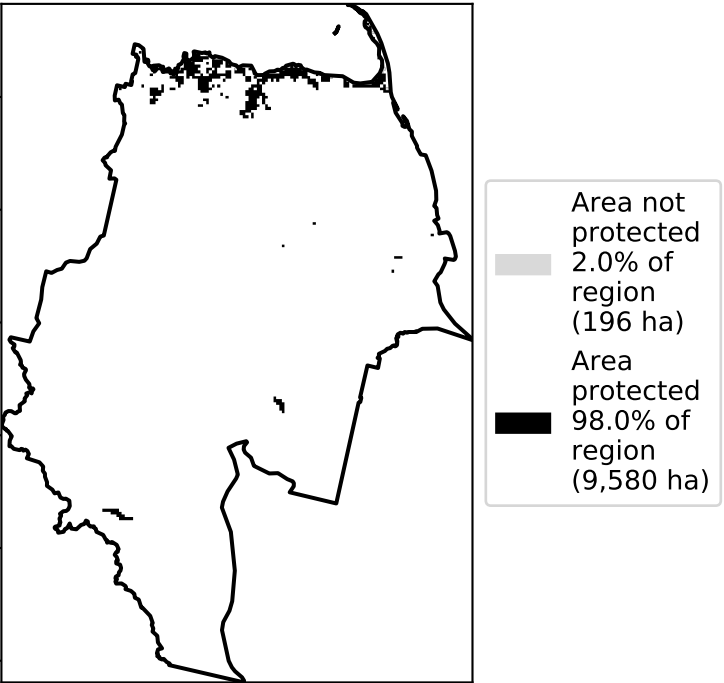 Area not
protected
2.0% of
region
(196 ha)
Area
protected
98.0% of
region
(9,580 ha)